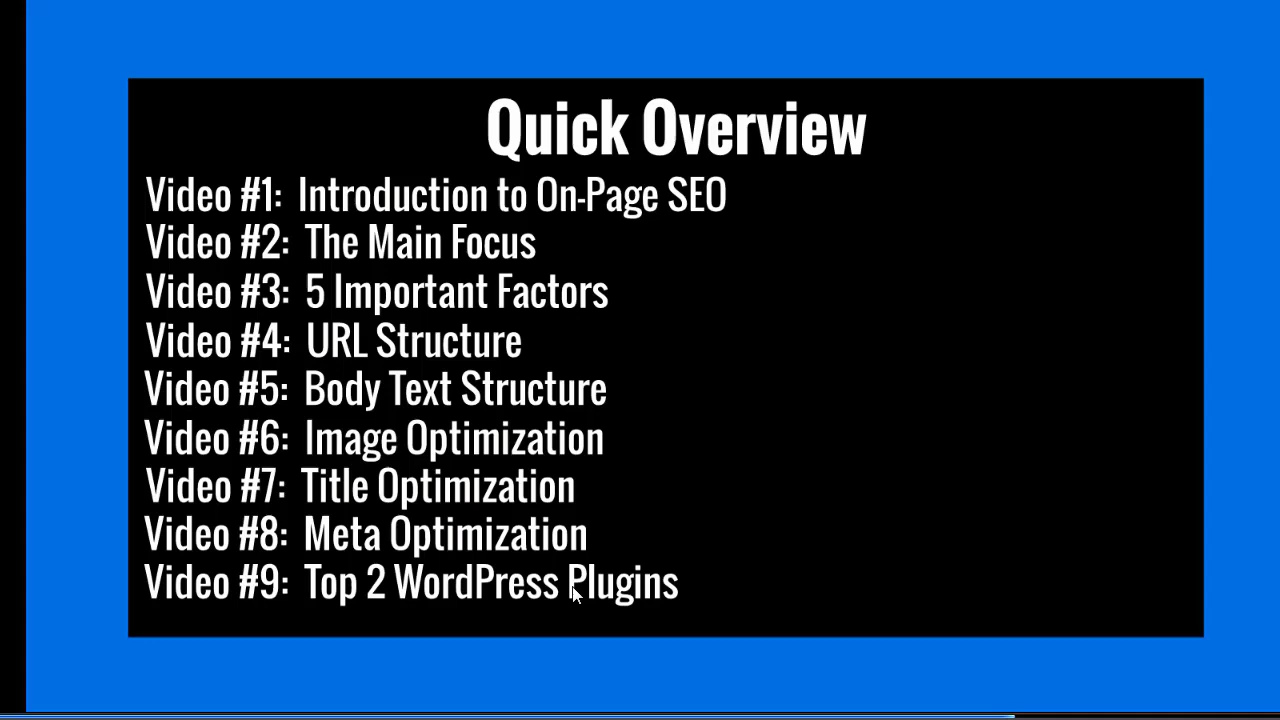 Quick Overview
Video #1: Introduction to On-Page SEO
Video #2: The Main Focus
Video #3: 5 Important Factors
Video #4: URL Structure
Video #5: Body Text Structure
Video #6: Image Optimization
Video #7: Title Optimization
Video #8: Meta Optimization
Video #9: Top 2 WordPress Plugins